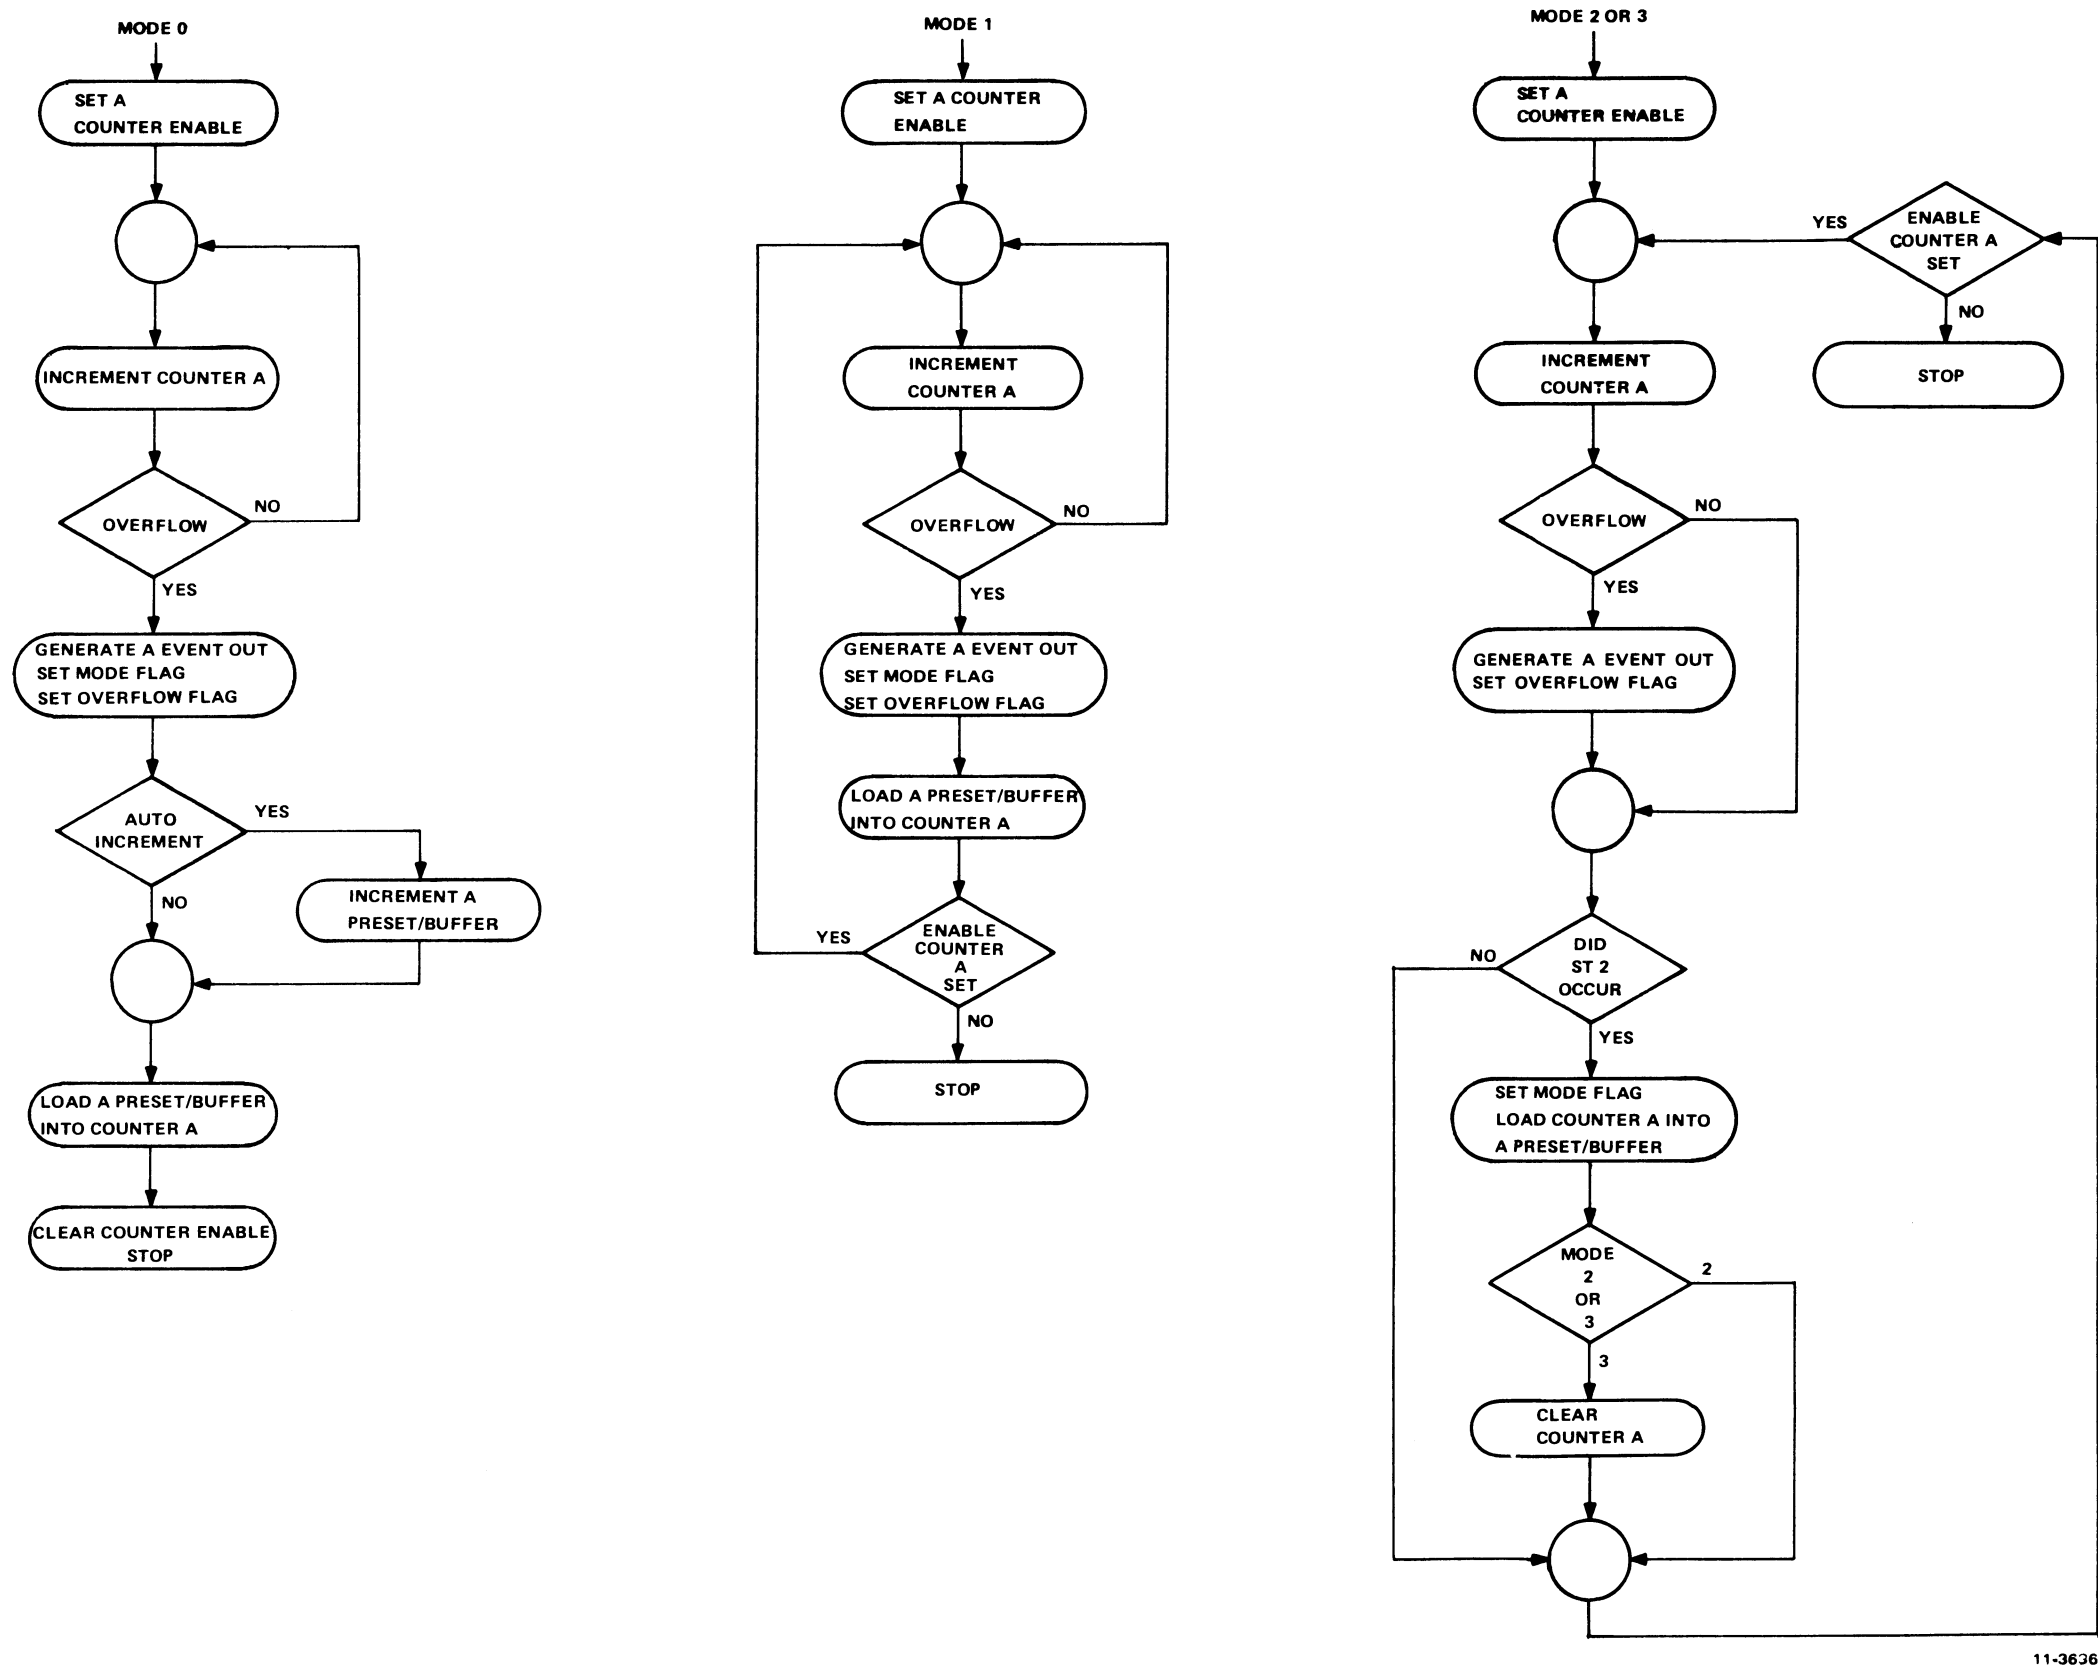 MODE 0
SET A
COUNTER ENABLE
INCREMENT COUNTER A
OVERFLOW
NO
YES
GENERATE A EVENT OUT
SET MODE FLAG
SET OVERFLOW FLAG
AUTO
INCREMENT
YES
NO
INCREMENT A
PRESET/BUFFER
LOAD A PRESET/BUFFER
INTO COUNTER A
CLEAR COUNTER ENABLE
STOP
MODE 1
SET A COUNTER
ENABLE
INCREMENT
COUNTER A
OVERFLOW
NO
YES
GENERATE A EVENT OUT
SET MODE FLAG
SET OVERFLOW FLAG
LOAD A PRESET/BUFFER
INTO COUNTER A
ENABLE
COUNTER
A
SET
YES
NO
STOP
MODE 2 OR 3
SET A
COUNTER ENABLE
YES
ENABLE
COUNTER A
SET
NO
STOP
INCREMENT
COUNTER A
OVERFLOW
NO
YES
GENERATE A EVENT OUT
SET OVERFLOW FLAG
DID
ST 2
OCCUR
NO
YES
SET MODE FLAG
LOAD COUNTER A INTO
A PRESET/BUFFER
MODE
2
OR
3
2
3
CLEAR
COUNTER A
11-3636